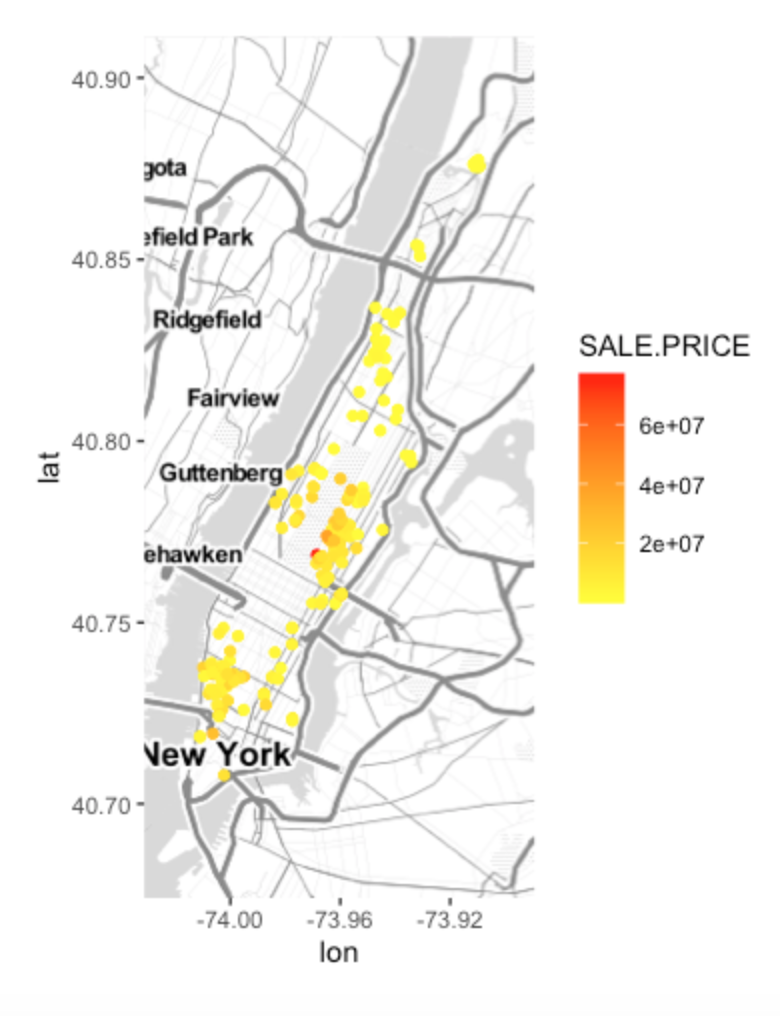 40.90
gota
efield Park
40.85
Ridgefield
SALE.PRICE
Fairview
6e+07
40.80
lat
Guttenberg
4e+07
ehawken
2e+07
40.75
New York
40.70
-74.00 -73.96 -73.92
lon